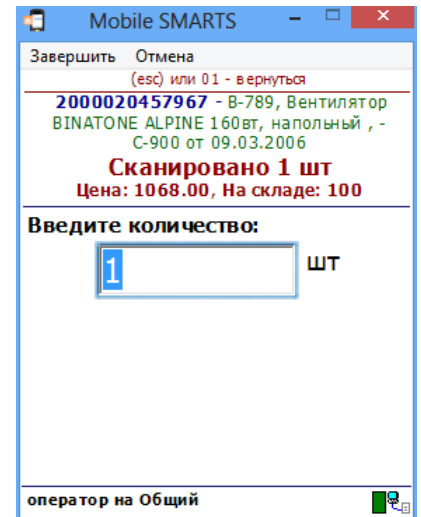 Mobile SMARTS
Завершить Отмена
(esc) или 01 - вернуться
2000020457967 - В-789, Вентилятор
BINATONE ALPINE 160вт, напольный , -
С-900 от 09.03.2006
Сканировано 1 шт
Цена: 1068.00, На складе: 100
Введите количество:
1 шт
оператор на Общий